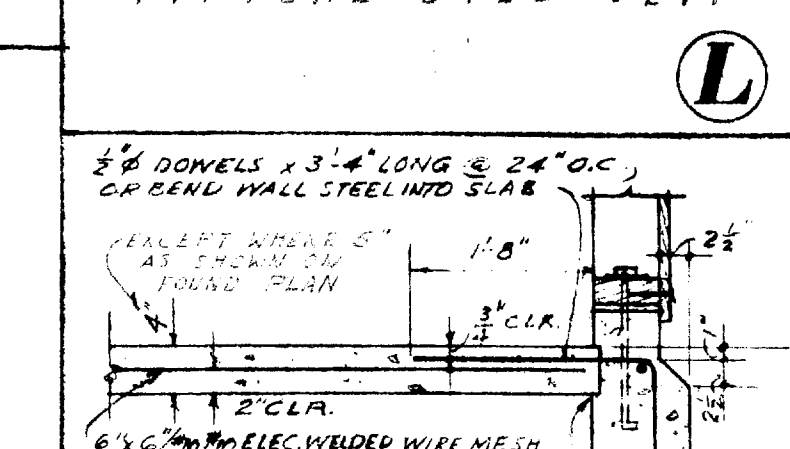 L
½"⌀ DOWELS x 3'-4" LONG @ 24" O.C.,
OR BEND WALL STEEL INTO SLAB
EXCEPT WHERE 5"
AS SHOWN ON
FOUND PLAN
1'-8"
2½"
4"
¾" CLR.
1"
2½"
2" CLR.
6"x6" ELEC. WELDED WIRE MESH